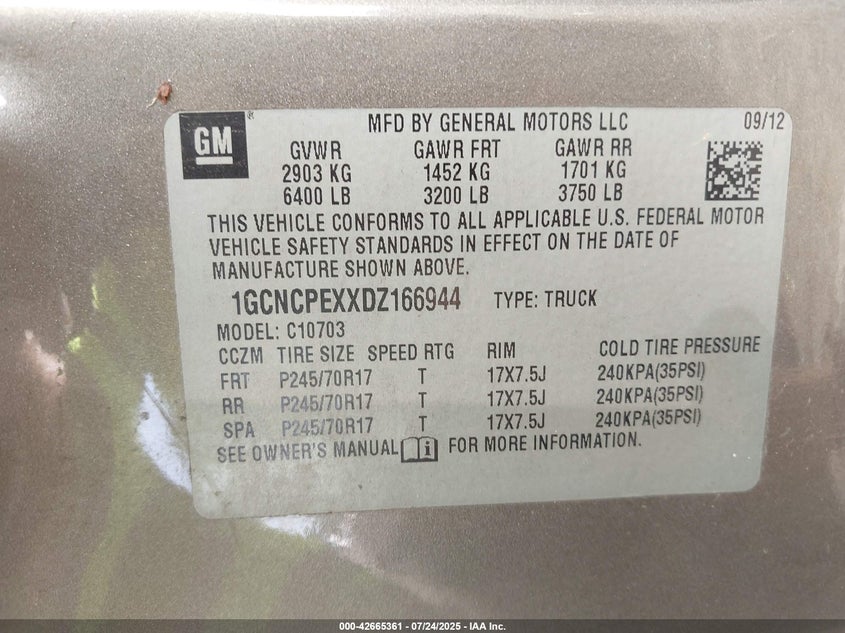 GM
MFD BY GENERAL MOTORS LLC 09/12
GVWR GAWR FRT GAWR RR
2903 KG 1452 KG 1701 KG
6400 LB 3200 LB 3750 LB
THIS VEHICLE CONFORMS TO ALL APPLICABLE U.S. FEDERAL MOTOR
VEHICLE SAFETY STANDARDS IN EFFECT ON THE DATE OF
MANUFACTURE SHOWN ABOVE.
1GCNCPEXXDZ166944 TYPE: TRUCK
MODEL: C10703
CCZM TIRE SIZE SPEED RTG RIM COLD TIRE PRESSURE
FRT P245/70R17 T 17X7.5J 240KPA(35PSI)
RR P245/70R17 T 17X7.5J 240KPA(35PSI)
SPA P245/70R17 T 17X7.5J 240KPA(35PSI)
SEE OWNER'S MANUAL FOR MORE INFORMATION.
000-42665361 - 07/24/2025 - IAA Inc.